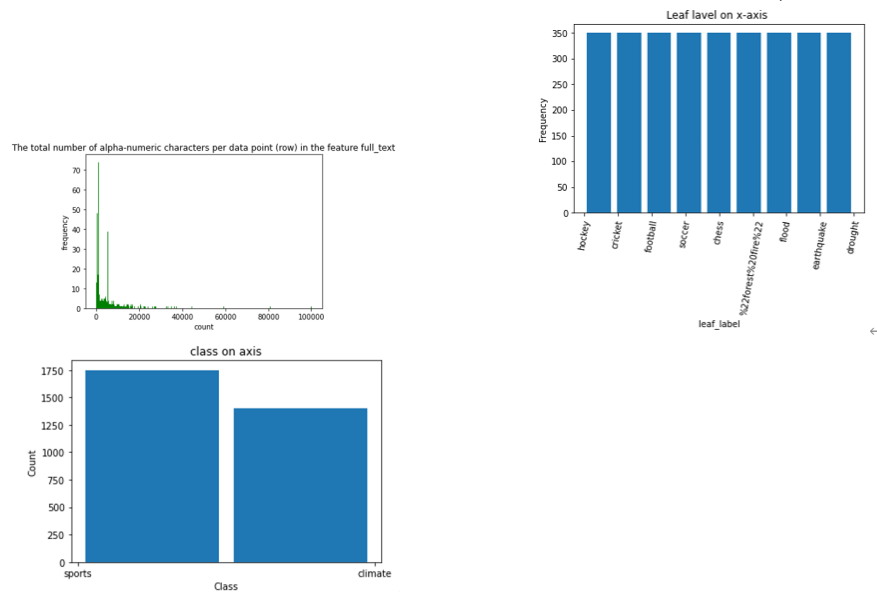 Leaf lavel on x-axis
350
300
250
200
150
100
50
0
Frequency
hockey
cricket
football
soccer
chess
%22forest%20fire%22
flood
earthquake
drought
leaf_label
The total number of alpha-numeric characters per data point (row) in the feature full_text
70
60
50
40
30
20
10
0
frequency
0 20000 40000 60000 80000 100000
count
class on axis
1750
1500
1250
1000
750
500
250
0
Count
sports climate
Class